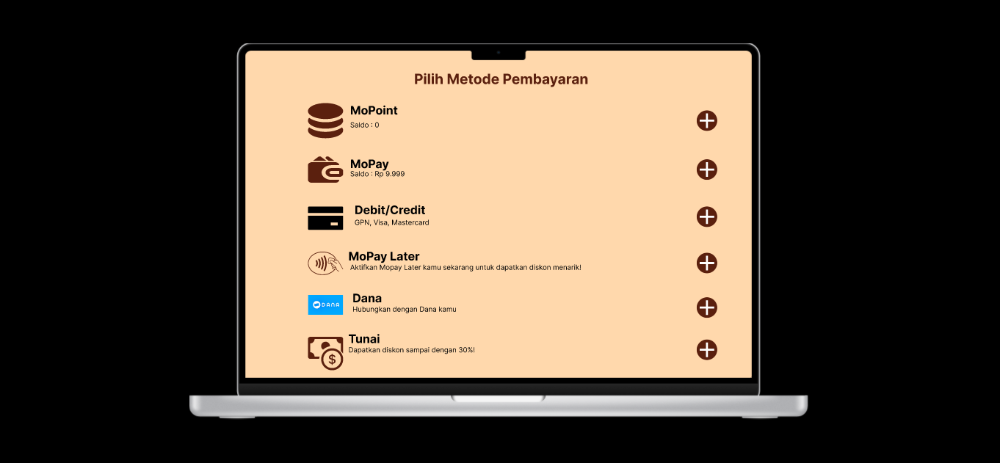 Pilih Metode Pembayaran
MoPoint
Saldo : 0
MoPay
Saldo : Rp 9.999
Debit/Credit
GPN, Visa, Mastercard
MoPay Later
Aktifkan Mopay Later kamu sekarang untuk dapatkan diskon menarik!
DANA
Dana
Hubungkan dengan Dana kamu
$
Tunai
Dapatkan diskon sampai dengan 30%!